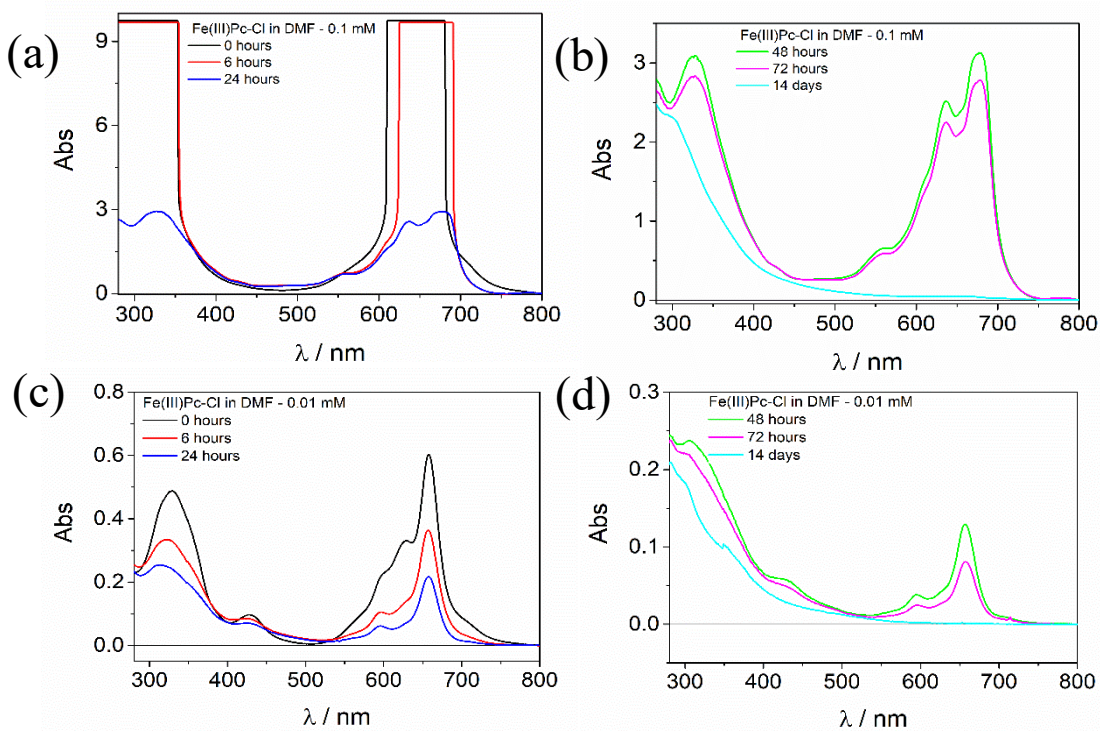 (a)
Fe(III)Pc-Cl in DMF - 0.1 mM
0 hours
6 hours
24 hours
9
6
3
0
Abs
300 400 500 600 700 800
λ / nm
(b)
Fe(III)Pc-Cl in DMF - 0.1 mM
48 hours
72 hours
14 days
3
2
1
0
Abs
300 400 500 600 700 800
λ / nm
(c)
Fe(III)Pc-Cl in DMF - 0.01 mM
0 hours
6 hours
24 hours
0.8
0.6
0.4
0.2
0.0
Abs
300 400 500 600 700 800
λ / nm
(d)
Fe(III)Pc-Cl in DMF - 0.01 mM
48 hours
72 hours
14 days
0.3
0.2
0.1
0.0
Abs
300 400 500 600 700 800
λ / nm